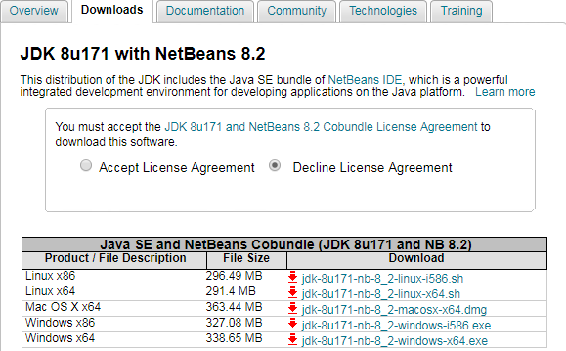 Overview Downloads Documentation Community Technologies Training
JDK 8u171 with NetBeans 8.2
This distribution of the JDK includes the Java SE bundle of NetBeans IDE, which is a powerful
integrated development environment for developing applications on the Java platform. Learn more
You must accept the JDK 8u171 and NetBeans 8.2 Cobundle License Agreement to
download this software.
Accept License Agreement Decline License Agreement
Java SE and NetBeans Cobundle (JDK 8u171 and NB 8.2)
Product / File Description File Size Download
Linux x86 296.49 MB jdk-8u171-nb-8_2-linux-i586.sh
Linux x64 291.4 MB jdk-8u171-nb-8_2-linux-x64.sh
Mac OS X x64 363.44 MB jdk-8u171-nb-8_2-macosx-x64.dmg
Windows x86 327.08 MB jdk-8u171-nb-8_2-windows-i586.exe
Windows x64 338.65 MB jdk-8u171-nb-8_2-windows-x64.exe